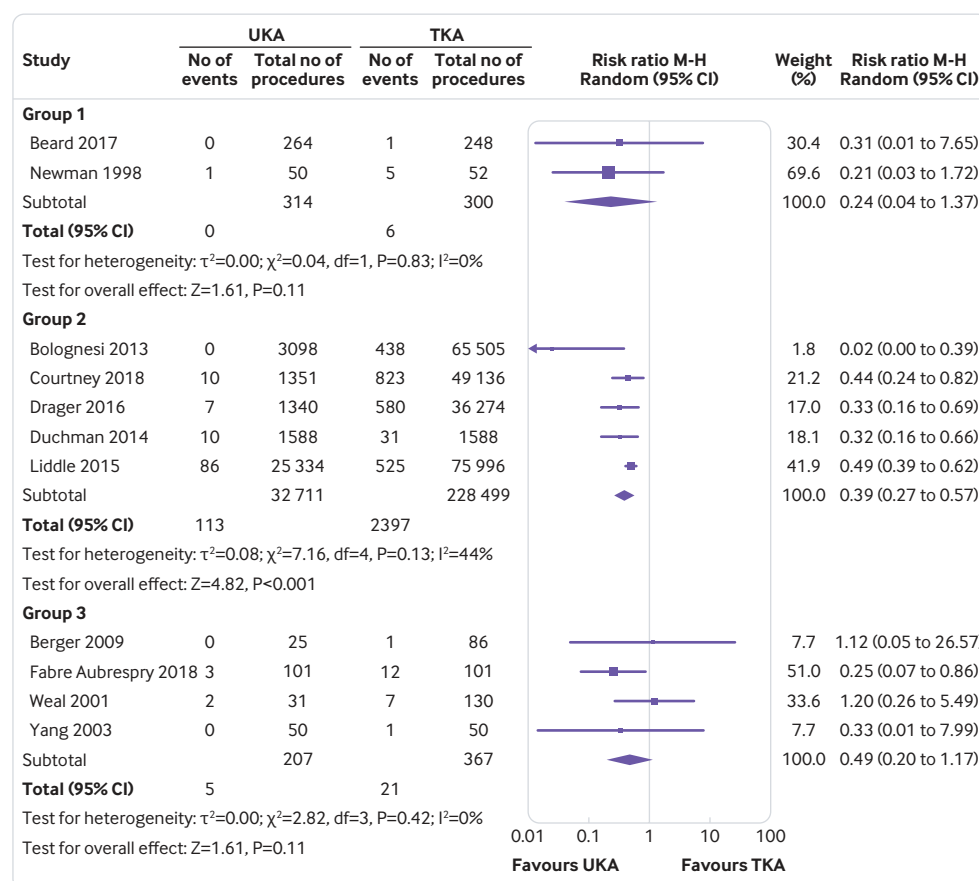 UKA TKA
Study No of events Total no of procedures No of events Total no of procedures Risk ratio M-H Random (95% CI) Weight (%) Risk ratio M-H Random (95% CI)
Group 1
Beard 2017 0 264 1 248 30.4 0.31 (0.01 to 7.65)
Newman 1998 1 50 5 52 69.6 0.21 (0.03 to 1.72)
Subtotal 314 300 100.0 0.24 (0.04 to 1.37)
Total (95% CI) 0 6
Test for heterogeneity: τ²=0.00; χ²=0.04, df=1, P=0.83; I²=0%
Test for overall effect: Z=1.61, P=0.11
Group 2
Bolognesi 2013 0 3098 438 65 505 1.8 0.02 (0.00 to 0.39)
Courtney 2018 10 1351 823 49 136 21.2 0.44 (0.24 to 0.82)
Drager 2016 7 1340 580 36 274 17.0 0.33 (0.16 to 0.69)
Duchman 2014 10 1588 31 1588 18.1 0.32 (0.16 to 0.66)
Liddle 2015 86 25 334 525 75 996 41.9 0.49 (0.39 to 0.62)
Subtotal 32 711 228 499 100.0 0.39 (0.27 to 0.57)
Total (95% CI) 113 2397
Test for heterogeneity: τ²=0.08; χ²=7.16, df=4, P=0.13; I²=44%
Test for overall effect: Z=4.82, P<0.001
Group 3
Berger 2009 0 25 1 86 7.7 1.12 (0.05 to 26.57)
Fabre Aubrespry 2018 3 101 12 101 51.0 0.25 (0.07 to 0.86)
Weal 2001 2 31 7 130 33.6 1.20 (0.26 to 5.49)
Yang 2003 0 50 1 50 7.7 0.33 (0.01 to 7.99)
Subtotal 207 367 100.0 0.49 (0.20 to 1.17)
Total (95% CI) 5 21
Test for heterogeneity: τ²=0.00; χ²=2.82, df=3, P=0.42; I²=0%
Test for overall effect: Z=1.61, P=0.11
0.01 0.1 1 10 100
Favours UKA Favours TKA